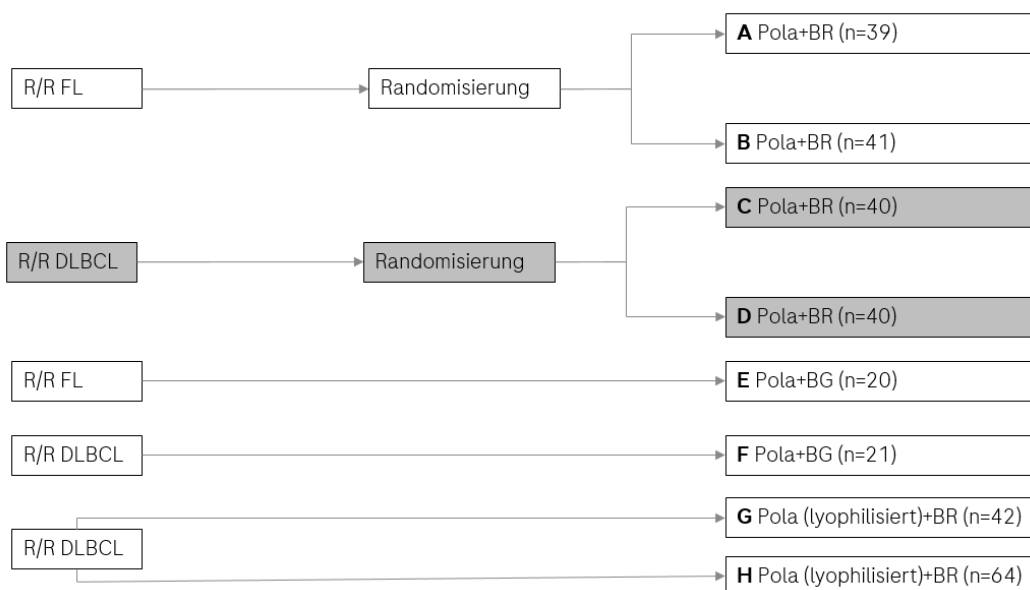 A Pola+BR (n=39)
R/R FL
Randomisierung
B Pola+BR (n=41)
C Pola+BR (n=40)
R/R DLBCL
Randomisierung
D Pola+BR (n=40)
R/R FL
E Pola+BG (n=20)
R/R DLBCL
F Pola+BG (n=21)
G Pola (lyophilisiert)+BR (n=42)
R/R DLBCL
H Pola (lyophilisiert)+BR (n=64)